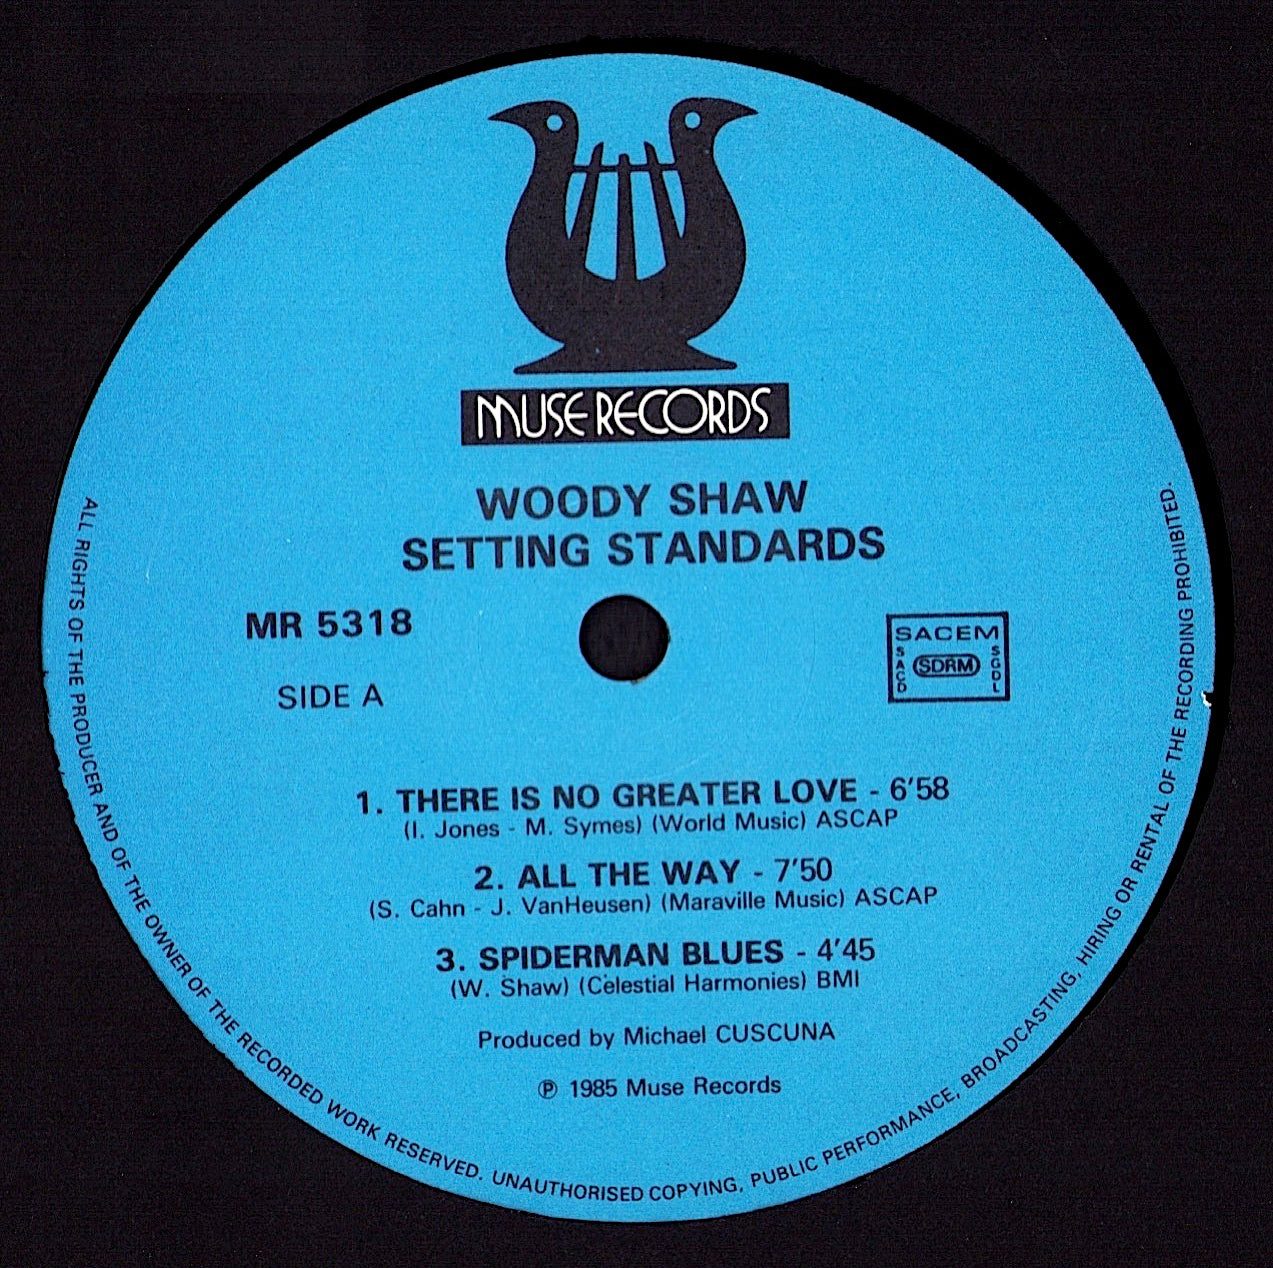 MUSE RECORDS
WOODY SHAW
SETTING STANDARDS
MR 5318
SIDE A
SACEM
SACD
SDRM
SGDL
1. THERE IS NO GREATER LOVE - 6'58
(I. Jones - M. Symes) (World Music) ASCAP
2. ALL THE WAY - 7'50
(S. Cahn - J. VanHeusen) (Maraville Music) ASCAP
3. SPIDERMAN BLUES - 4'45
(W. Shaw) (Celestial Harmonies) BMI
Produced by Michael CUSCUNA
℗ 1985 Muse Records
ALL RIGHTS OF THE PRODUCER AND OF THE OWNER OF THE RECORDED WORK RESERVED. UNAUTHORISED COPYING, PUBLIC PERFORMANCE, BROADCASTING, HIRING OR RENTAL OF THE RECORDING PROHIBITED.